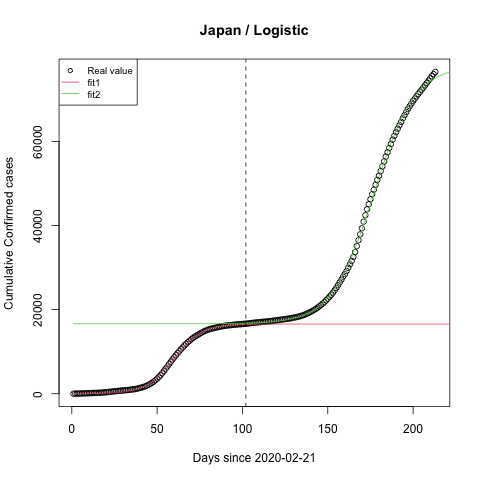 Japan / Logistic
Real value
fit1
fit2
Cumulative Confirmed cases
0
20000
40000
60000
0
50
100
150
200
Days since 2020-02-21